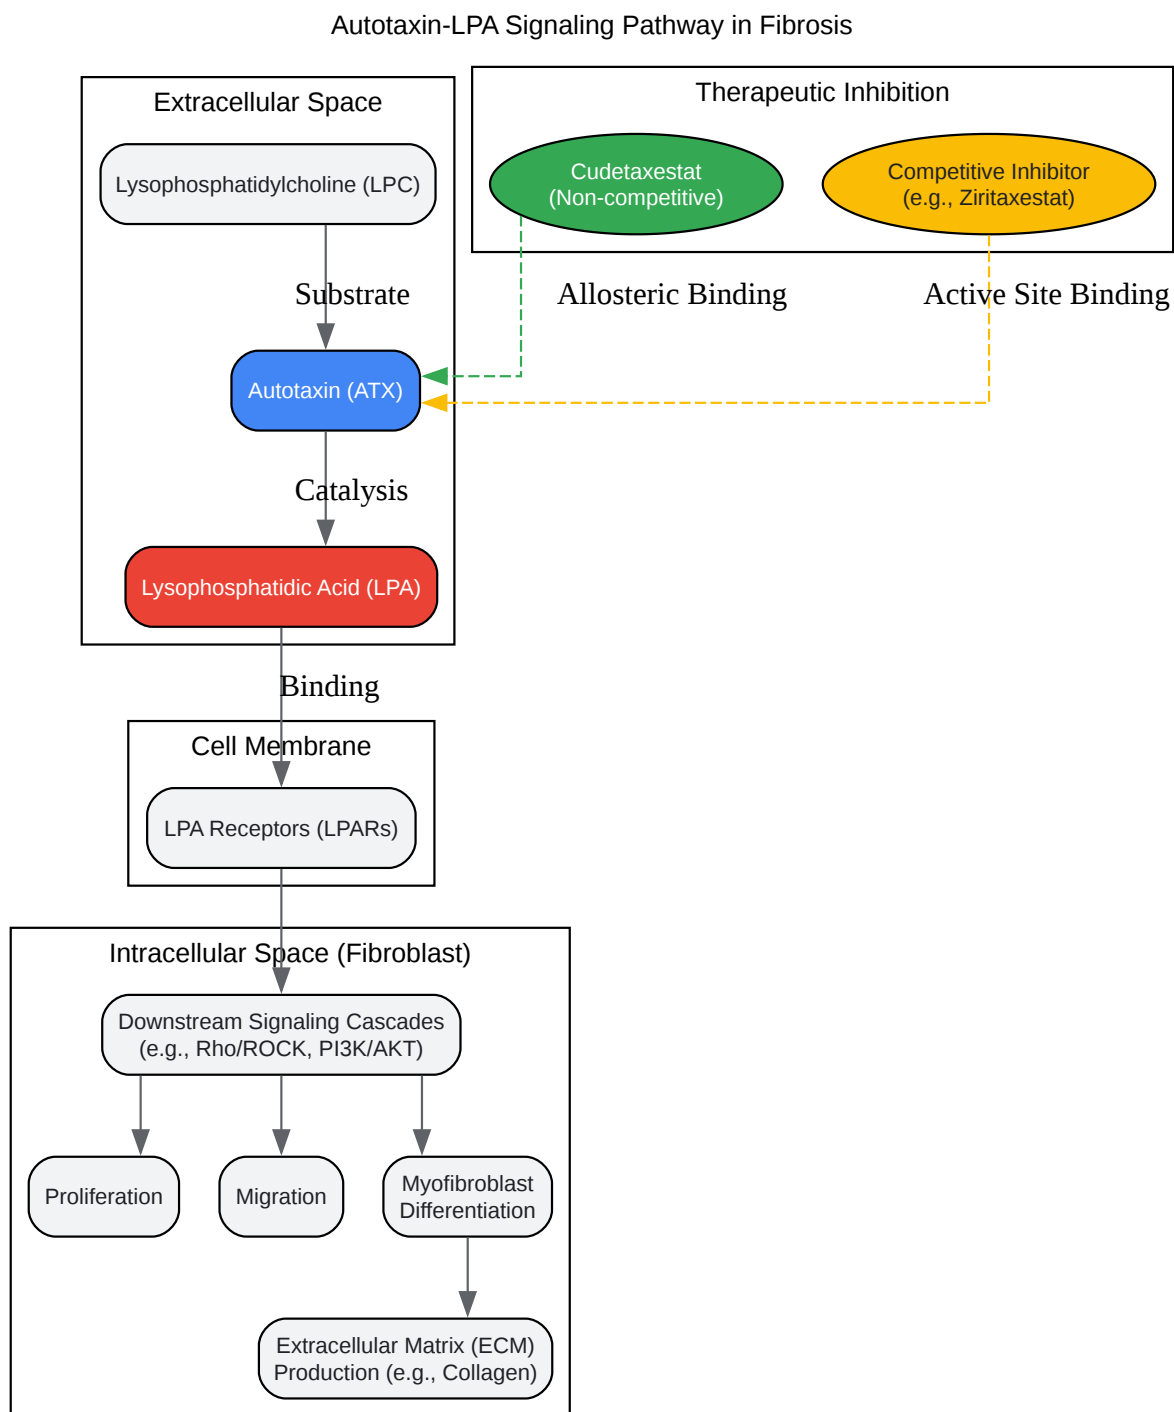 Autotaxin-LPA Signaling Pathway in Fibrosis
Extracellular Space
Therapeutic Inhibition
Lysophosphatidylcholine (LPC)
Cudetaxestat
(Non-competitive)
Competitive Inhibitor
(e.g., Ziritaxestat)
Substrate
Allosteric Binding
Active Site Binding
Autotaxin (ATX)
Catalysis
Lysophosphatidic Acid (LPA)
Binding
Cell Membrane
LPA Receptors (LPARs)
Intracellular Space (Fibroblast)
Downstream Signaling Cascades
(e.g., Rho/ROCK, PI3K/AKT)
Proliferation
Migration
Myofibroblast
Differentiation
Extracellular Matrix (ECM)
Production (e.g., Collagen)